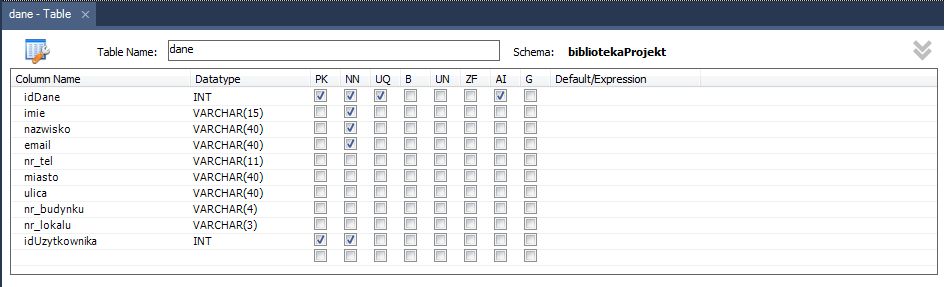 dane - Table ×
Table Name: dane Schema: bibliotekaProjekt
Column Name Datatype PK NN UQ B UN ZF AI G Default/Expression
idDane INT
imie VARCHAR(15)
nazwisko VARCHAR(40)
email VARCHAR(40)
nr_tel VARCHAR(11)
miasto VARCHAR(40)
ulica VARCHAR(40)
nr_budynku VARCHAR(4)
nr_lokalu VARCHAR(3)
idUzytkownika INT